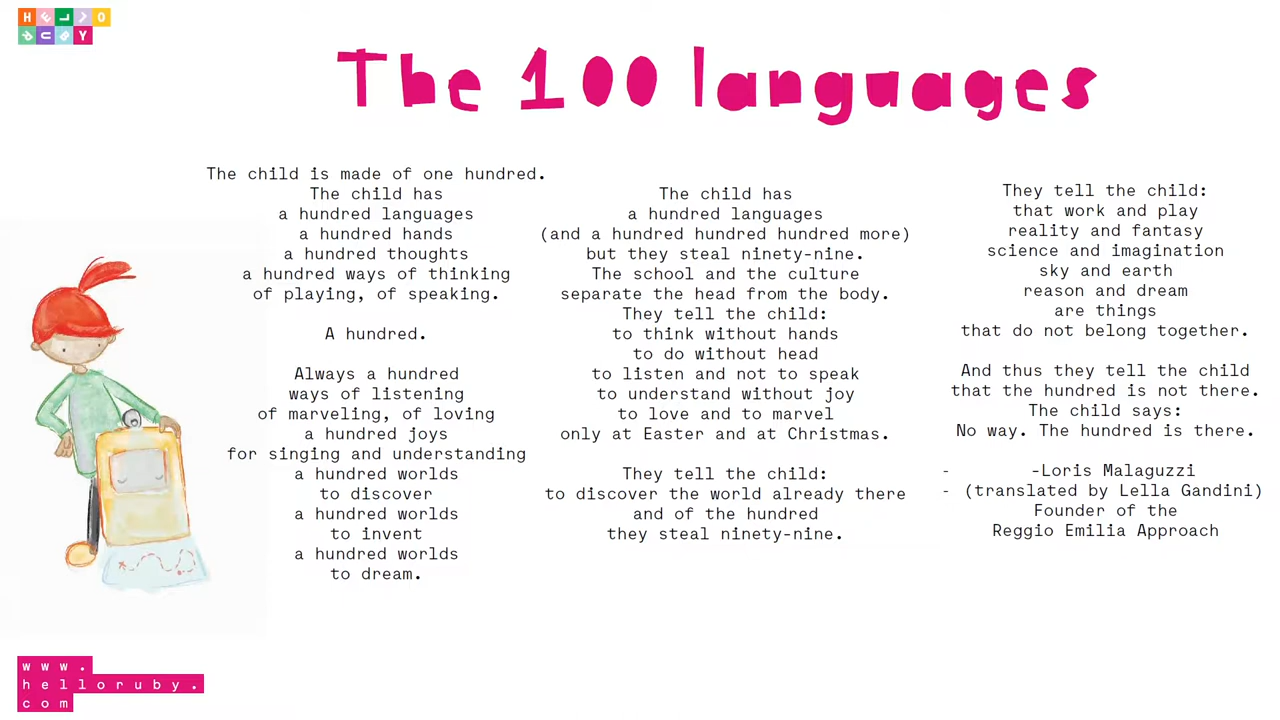 HELLO
RUBY
The 100 languages
The child is made of one hundred.
The child has
a hundred languages
a hundred hands
a hundred thoughts
a hundred ways of thinking
of playing, of speaking.
A hundred.
Always a hundred
ways of listening
of marveling, of loving
a hundred joys
for singing and understanding
a hundred worlds
to discover
a hundred worlds
to invent
a hundred worlds
to dream.
The child has
a hundred languages
(and a hundred hundred hundred more)
but they steal ninety-nine.
The school and the culture
separate the head from the body.
They tell the child:
to think without hands
to do without head
to listen and not to speak
to understand without joy
to love and to marvel
only at Easter and at Christmas.
They tell the child:
to discover the world already there
and of the hundred
they steal ninety-nine.
They tell the child:
that work and play
reality and fantasy
science and imagination
sky and earth
reason and dream
are things
that do not belong together.
And thus they tell the child
that the hundred is not there.
The child says:
No way. The hundred is there.
- -Loris Malaguzzi
- (translated by Lella Gandini)
Founder of the
Reggio Emilia Approach
www.
helloruby.
com